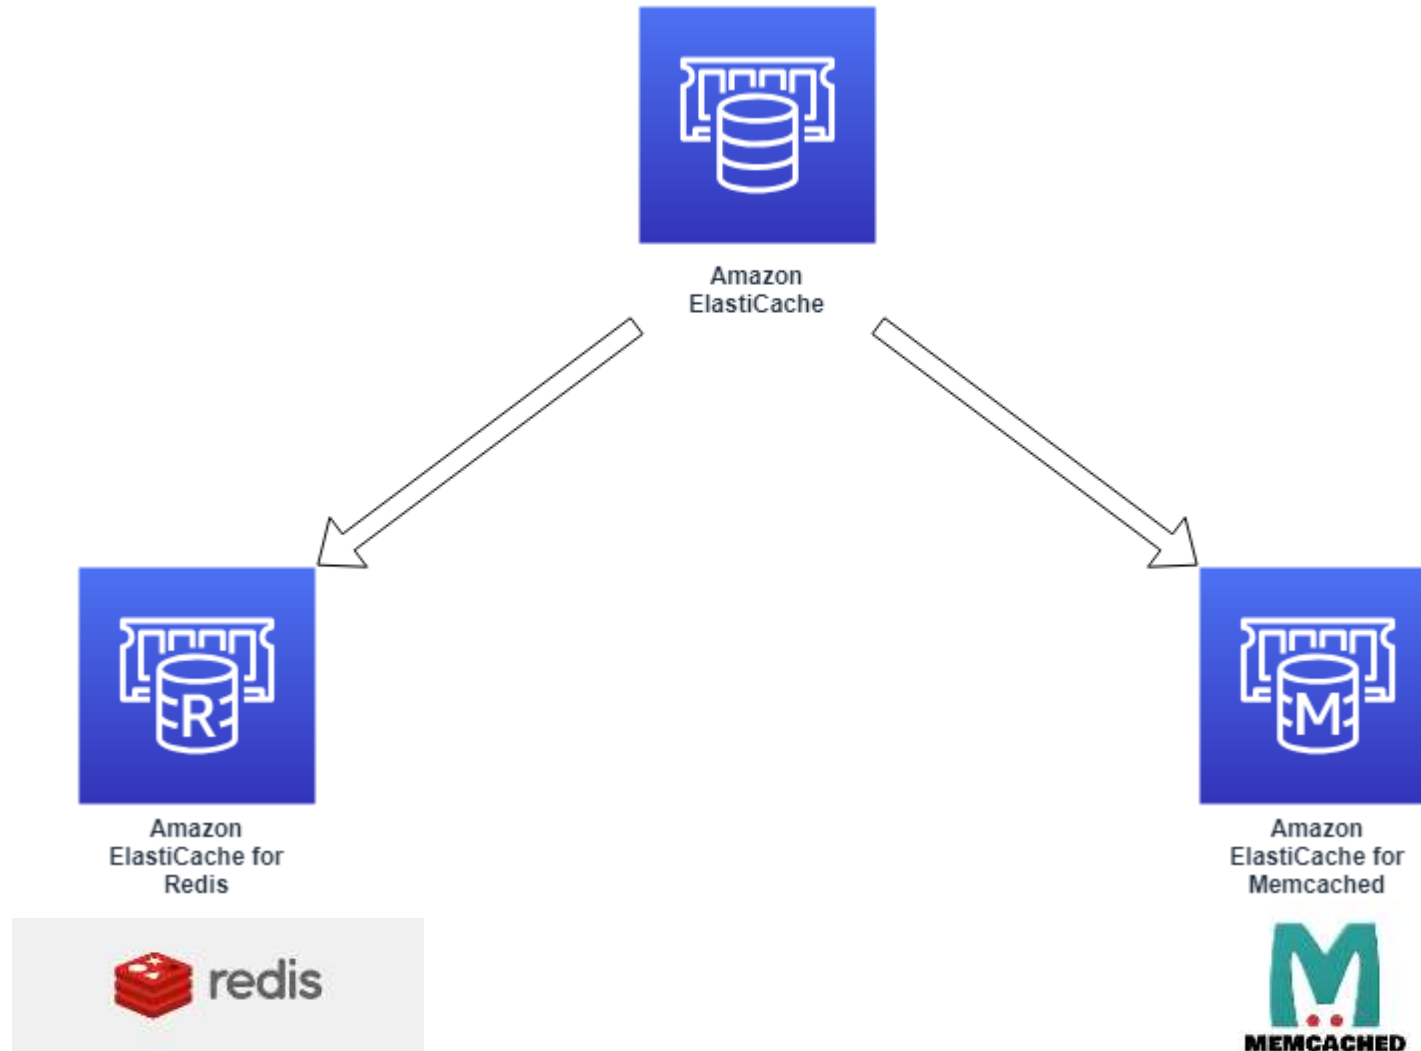 Amazon
ElastiCache
R
M
Amazon
ElastiCache for
Redis
Amazon
ElastiCache for
Memcached
redis
MEMCACHED